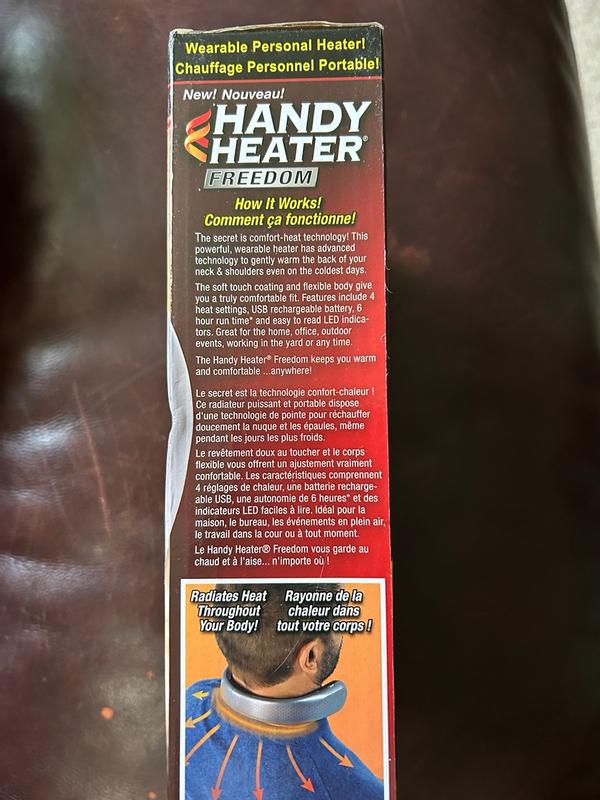 Wearable Personal Heater!
Chauffage Personnel Portable!
New! Nouveau!
HANDY
HEATER®
FREEDOM
How It Works!
Comment ça fonctionne!
The secret is comfort-heat technology! This
powerful, wearable heater has advanced
technology to gently warm the back of your
neck & shoulders even on the coldest days.
The soft touch coating and flexible body give
you a truly comfortable fit. Features include 4
heat settings, USB rechargeable battery, 6
hour run time* and easy to read LED indica-
tors. Great for the home, office, outdoor
events, working in the yard or any time.
The Handy Heater® Freedom keeps you warm
and comfortable ...anywhere!
Le secret est la technologie confort-chaleur !
Ce radiateur puissant et portable dispose
d'une technologie de pointe pour réchauffer
doucement la nuque et les épaules, même
pendant les jours les plus froids.
Le revêtement doux au toucher et le corps
flexible vous offrent un ajustement vraiment
confortable. Les caractéristiques comprennent
4 réglages de chaleur, une batterie recharge-
able USB, une autonomie de 6 heures* et des
indicateurs LED faciles à lire. Idéal pour la
maison, le bureau, les événements en plein air,
le travail dans la cour ou à tout moment.
Le Handy Heater® Freedom vous garde au
chaud et à l'aise... n'importe où !
Radiates Heat
Throughout
Your Body!
Rayonne de la
chaleur dans
tout votre corps !